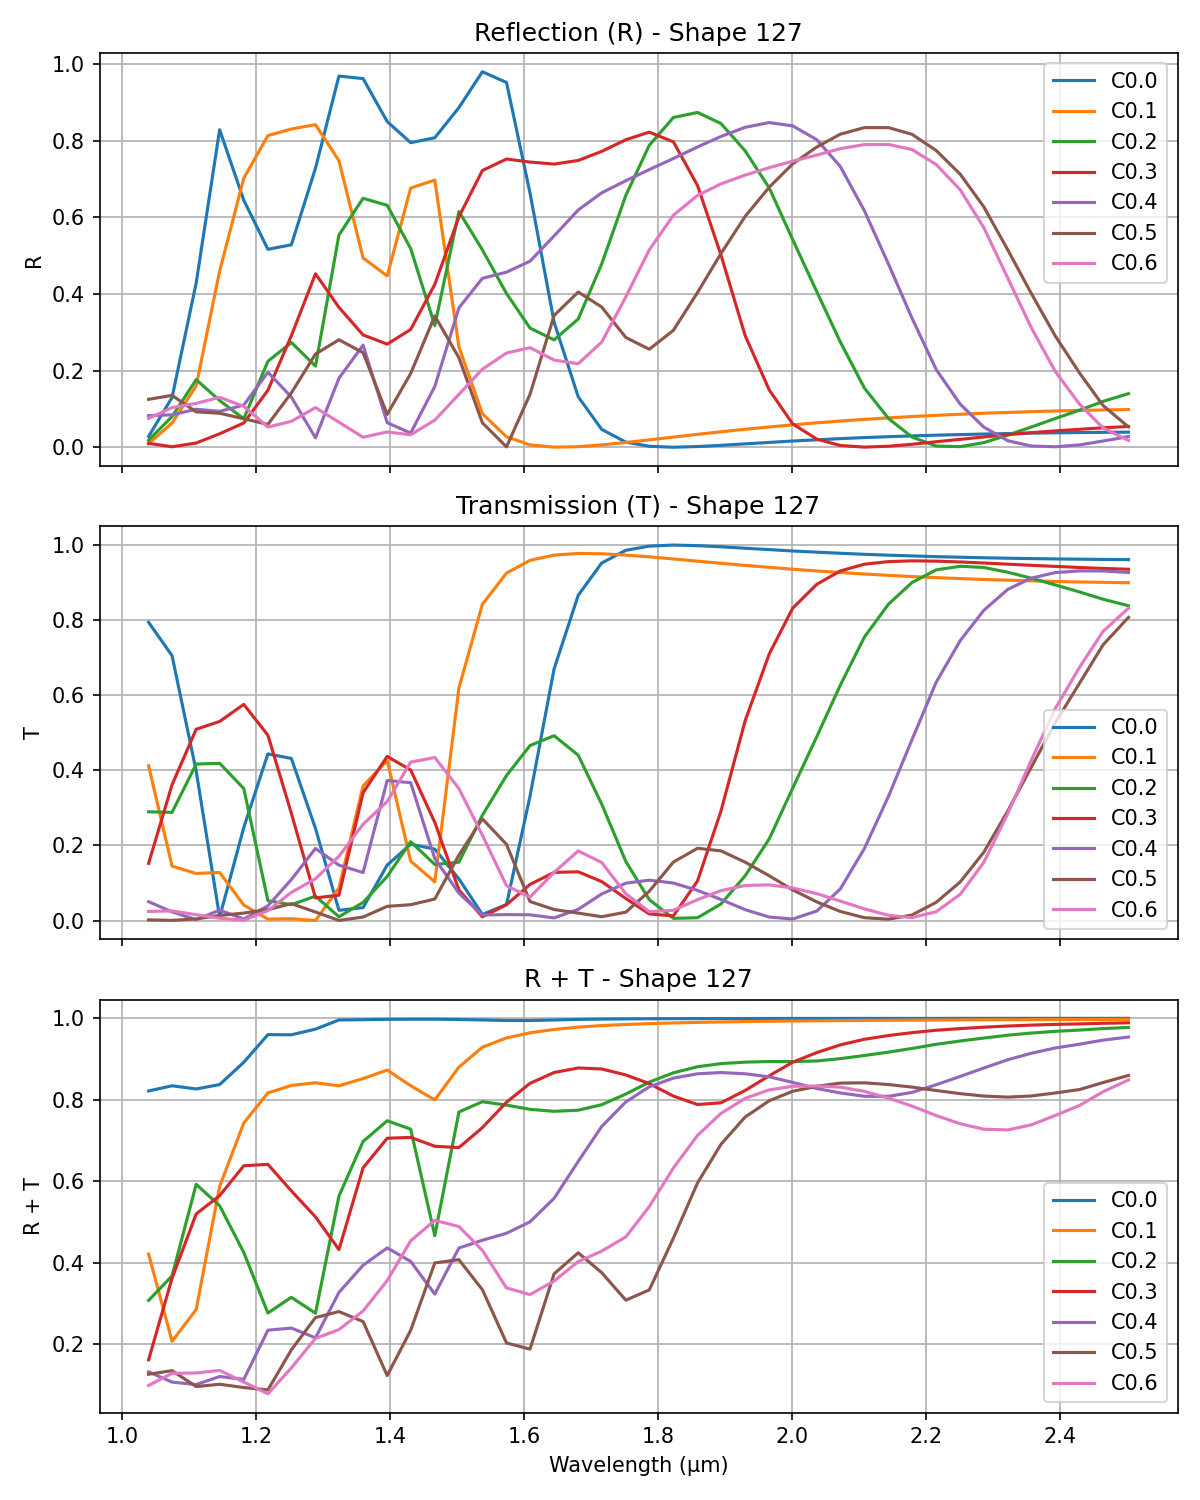 Reflection (R) - Shape 127
1.0
0.8
0.6
0.4
0.2
0.0
R
C0.0
C0.1
C0.2
C0.3
C0.4
C0.5
C0.6
Transmission (T) - Shape 127
1.0
0.8
0.6
0.4
0.2
0.0
T
C0.0
C0.1
C0.2
C0.3
C0.4
C0.5
C0.6
R + T - Shape 127
1.0
0.8
0.6
0.4
0.2
R + T
C0.0
C0.1
C0.2
C0.3
C0.4
C0.5
C0.6
1.0 1.2 1.4 1.6 1.8 2.0 2.2 2.4
Wavelength (μm)